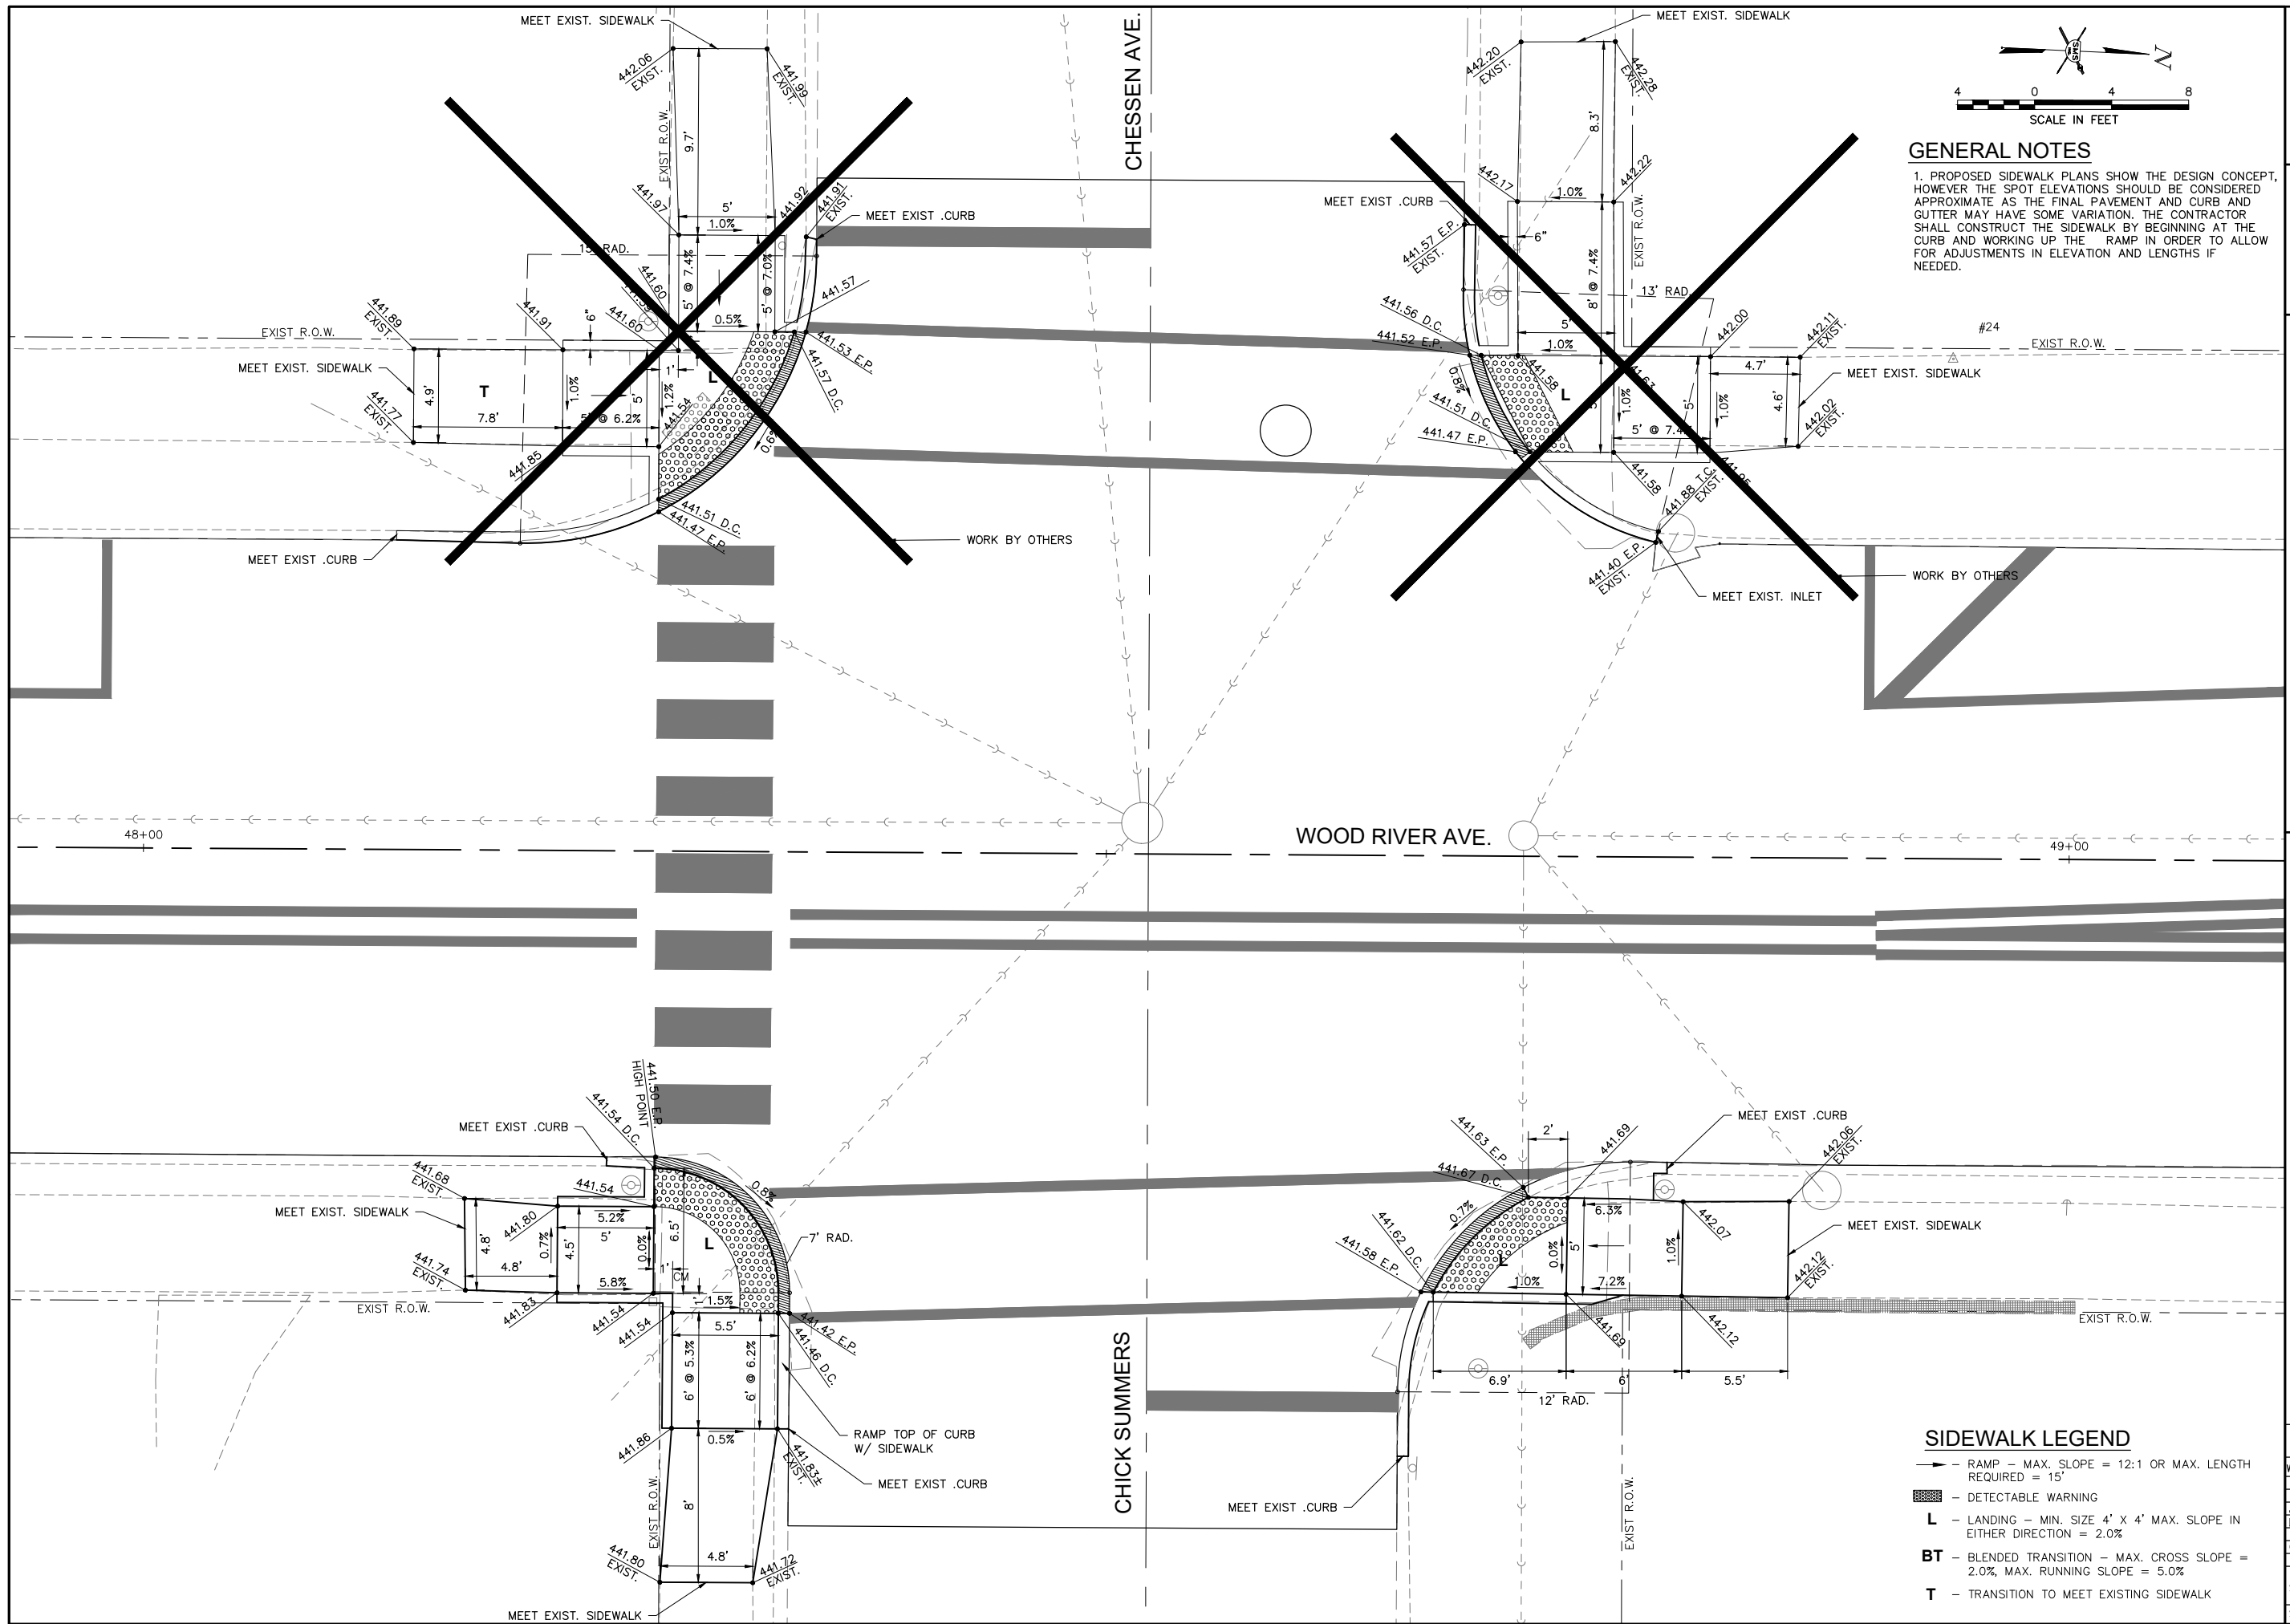 MEET EXIST. SIDEWALK
442.06
EXIST.
441.99
EXIST.
EXIST R.O.W.
9.7'
441.97
5'
1.0%
441.92
441.91
EXIST.
MEET EXIST .CURB
15' RAD.
441.60
441.60
5' @ 7.4%
5' @ 7.0%
441.57
0.5%
441.53 E.P.
441.57 D.C.
441.89
EXIST.
441.91
6"
EXIST R.O.W.
MEET EXIST. SIDEWALK
4.9'
T
1.0%
7.8'
5' @ 6.2%
1'
5'
1.2%
L
441.54
0.6%
441.77
EXIST.
441.85
441.51 D.C.
441.47 E.P.
MEET EXIST .CURB
WORK BY OTHERS
CHESSEN AVE.
MEET EXIST. SIDEWALK
442.20
EXIST.
442.28
EXIST.
8.3'
442.17
442.22
1.0%
MEET EXIST .CURB
6"
EXIST R.O.W.
441.57 E.P.
EXIST.
8' @ 7.4%
13' RAD.
441.56 D.C.
441.52 E.P.
5'
1.0%
442.00
442.11
EXIST.
4.7'
0.8%
441.58
L
441.63
1.0%
5'
1.0%
4.6'
MEET EXIST. SIDEWALK
441.51 D.C.
441.47 E.P.
442.02
EXIST.
441.58
441.88 T.C.
EXIST.
441.40 E.P.
EXIST.
MEET EXIST. INLET
WORK BY OTHERS
#24
EXIST R.O.W.
N
SMS
4 0 4 8
SCALE IN FEET
GENERAL NOTES
1. PROPOSED SIDEWALK PLANS SHOW THE DESIGN CONCEPT,
HOWEVER THE SPOT ELEVATIONS SHOULD BE CONSIDERED
APPROXIMATE AS THE FINAL PAVEMENT AND CURB AND
GUTTER MAY HAVE SOME VARIATION. THE CONTRACTOR
SHALL CONSTRUCT THE SIDEWALK BY BEGINNING AT THE
CURB AND WORKING UP THE RAMP IN ORDER TO ALLOW
FOR ADJUSTMENTS IN ELEVATION AND LENGTHS IF
NEEDED.
48+00
WOOD RIVER AVE.
49+00
441.50 E.P.
HIGH POINT
441.54 D.C.
MEET EXIST .CURB
441.68
EXIST.
441.54
0.8%
MEET EXIST. SIDEWALK
441.80
5.2%
4.8'
0.7%
4.5'
5'
0.0%
6.5'
L
7' RAD.
441.74
EXIST.
4.8'
5.8%
1'
CM
1.5%
EXIST R.O.W.
441.83
441.54
441.54
5.5'
441.42 E.P.
441.46 D.C.
6' @ 5.3%
6' @ 6.2%
RAMP TOP OF CURB
W/ SIDEWALK
441.86
0.5%
441.83±
EXIST.
MEET EXIST .CURB
EXIST R.O.W.
8'
441.80
EXIST.
4.8'
441.72
EXIST.
MEET EXIST. SIDEWALK
CHICK SUMMERS
2'
441.63 E.P.
441.69
MEET EXIST .CURB
442.06
EXIST.
441.67 D.C.
0.7%
6.3%
442.07
MEET EXIST. SIDEWALK
441.62 D.C.
441.58 E.P.
L
0.0%
5'
1.0%
1.0%
7.2%
442.12
EXIST.
441.69
442.12
EXIST R.O.W.
6.9'
6'
5.5'
12' RAD.
MEET EXIST .CURB
EXIST R.O.W.
SIDEWALK LEGEND
– RAMP – MAX. SLOPE = 12:1 OR MAX. LENGTH
REQUIRED = 15'
– DETECTABLE WARNING
L – LANDING – MIN. SIZE 4' X 4' MAX. SLOPE IN
EITHER DIRECTION = 2.0%
BT – BLENDED TRANSITION – MAX. CROSS SLOPE =
2.0%, MAX. RUNNING SLOPE = 5.0%
T – TRANSITION TO MEET EXISTING SIDEWALK